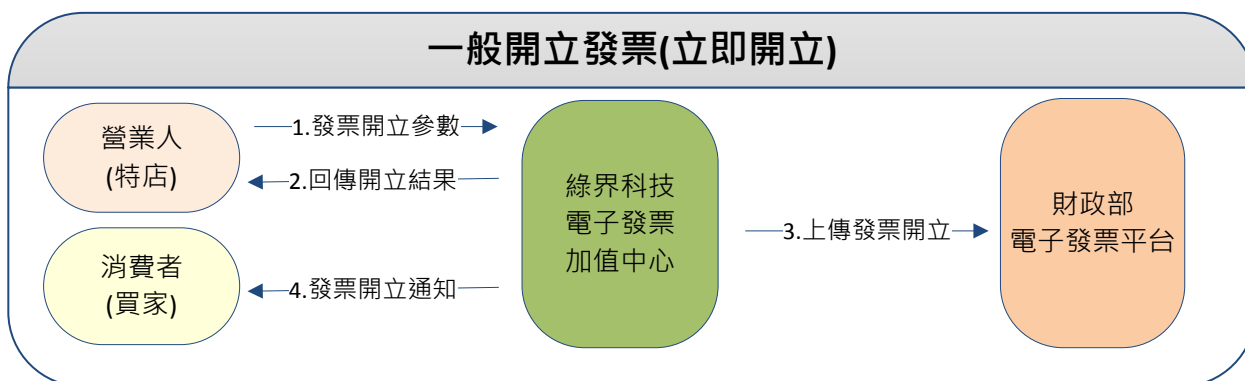 一般開立發票(立即開立)
營業人
(特店)
1.發票開立參數
2.回傳開立結果
綠界科技
電子發票
加值中心
3.上傳發票開立
財政部
電子發票平台
消費者
(買家)
4.發票開立通知